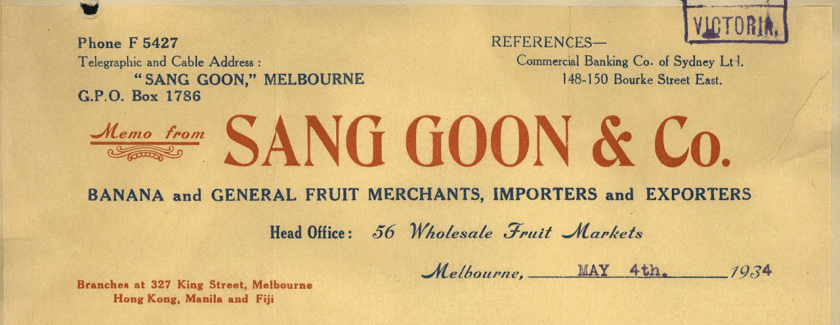 VICTORIA.
Phone F 5427
Telegraphic and Cable Address :
"SANG GOON," MELBOURNE
G.P.O. Box 1786
REFERENCES—
Commercial Banking Co. of Sydney Ltd.
148-150 Bourke Street East.
Memo from SANG GOON & Co.
BANANA and GENERAL FRUIT MERCHANTS, IMPORTERS and EXPORTERS
Head Office : 56 Wholesale Fruit Markets
Melbourne, MAY 4th. 1934
Branches at 327 King Street, Melbourne
Hong Kong, Manila and Fiji